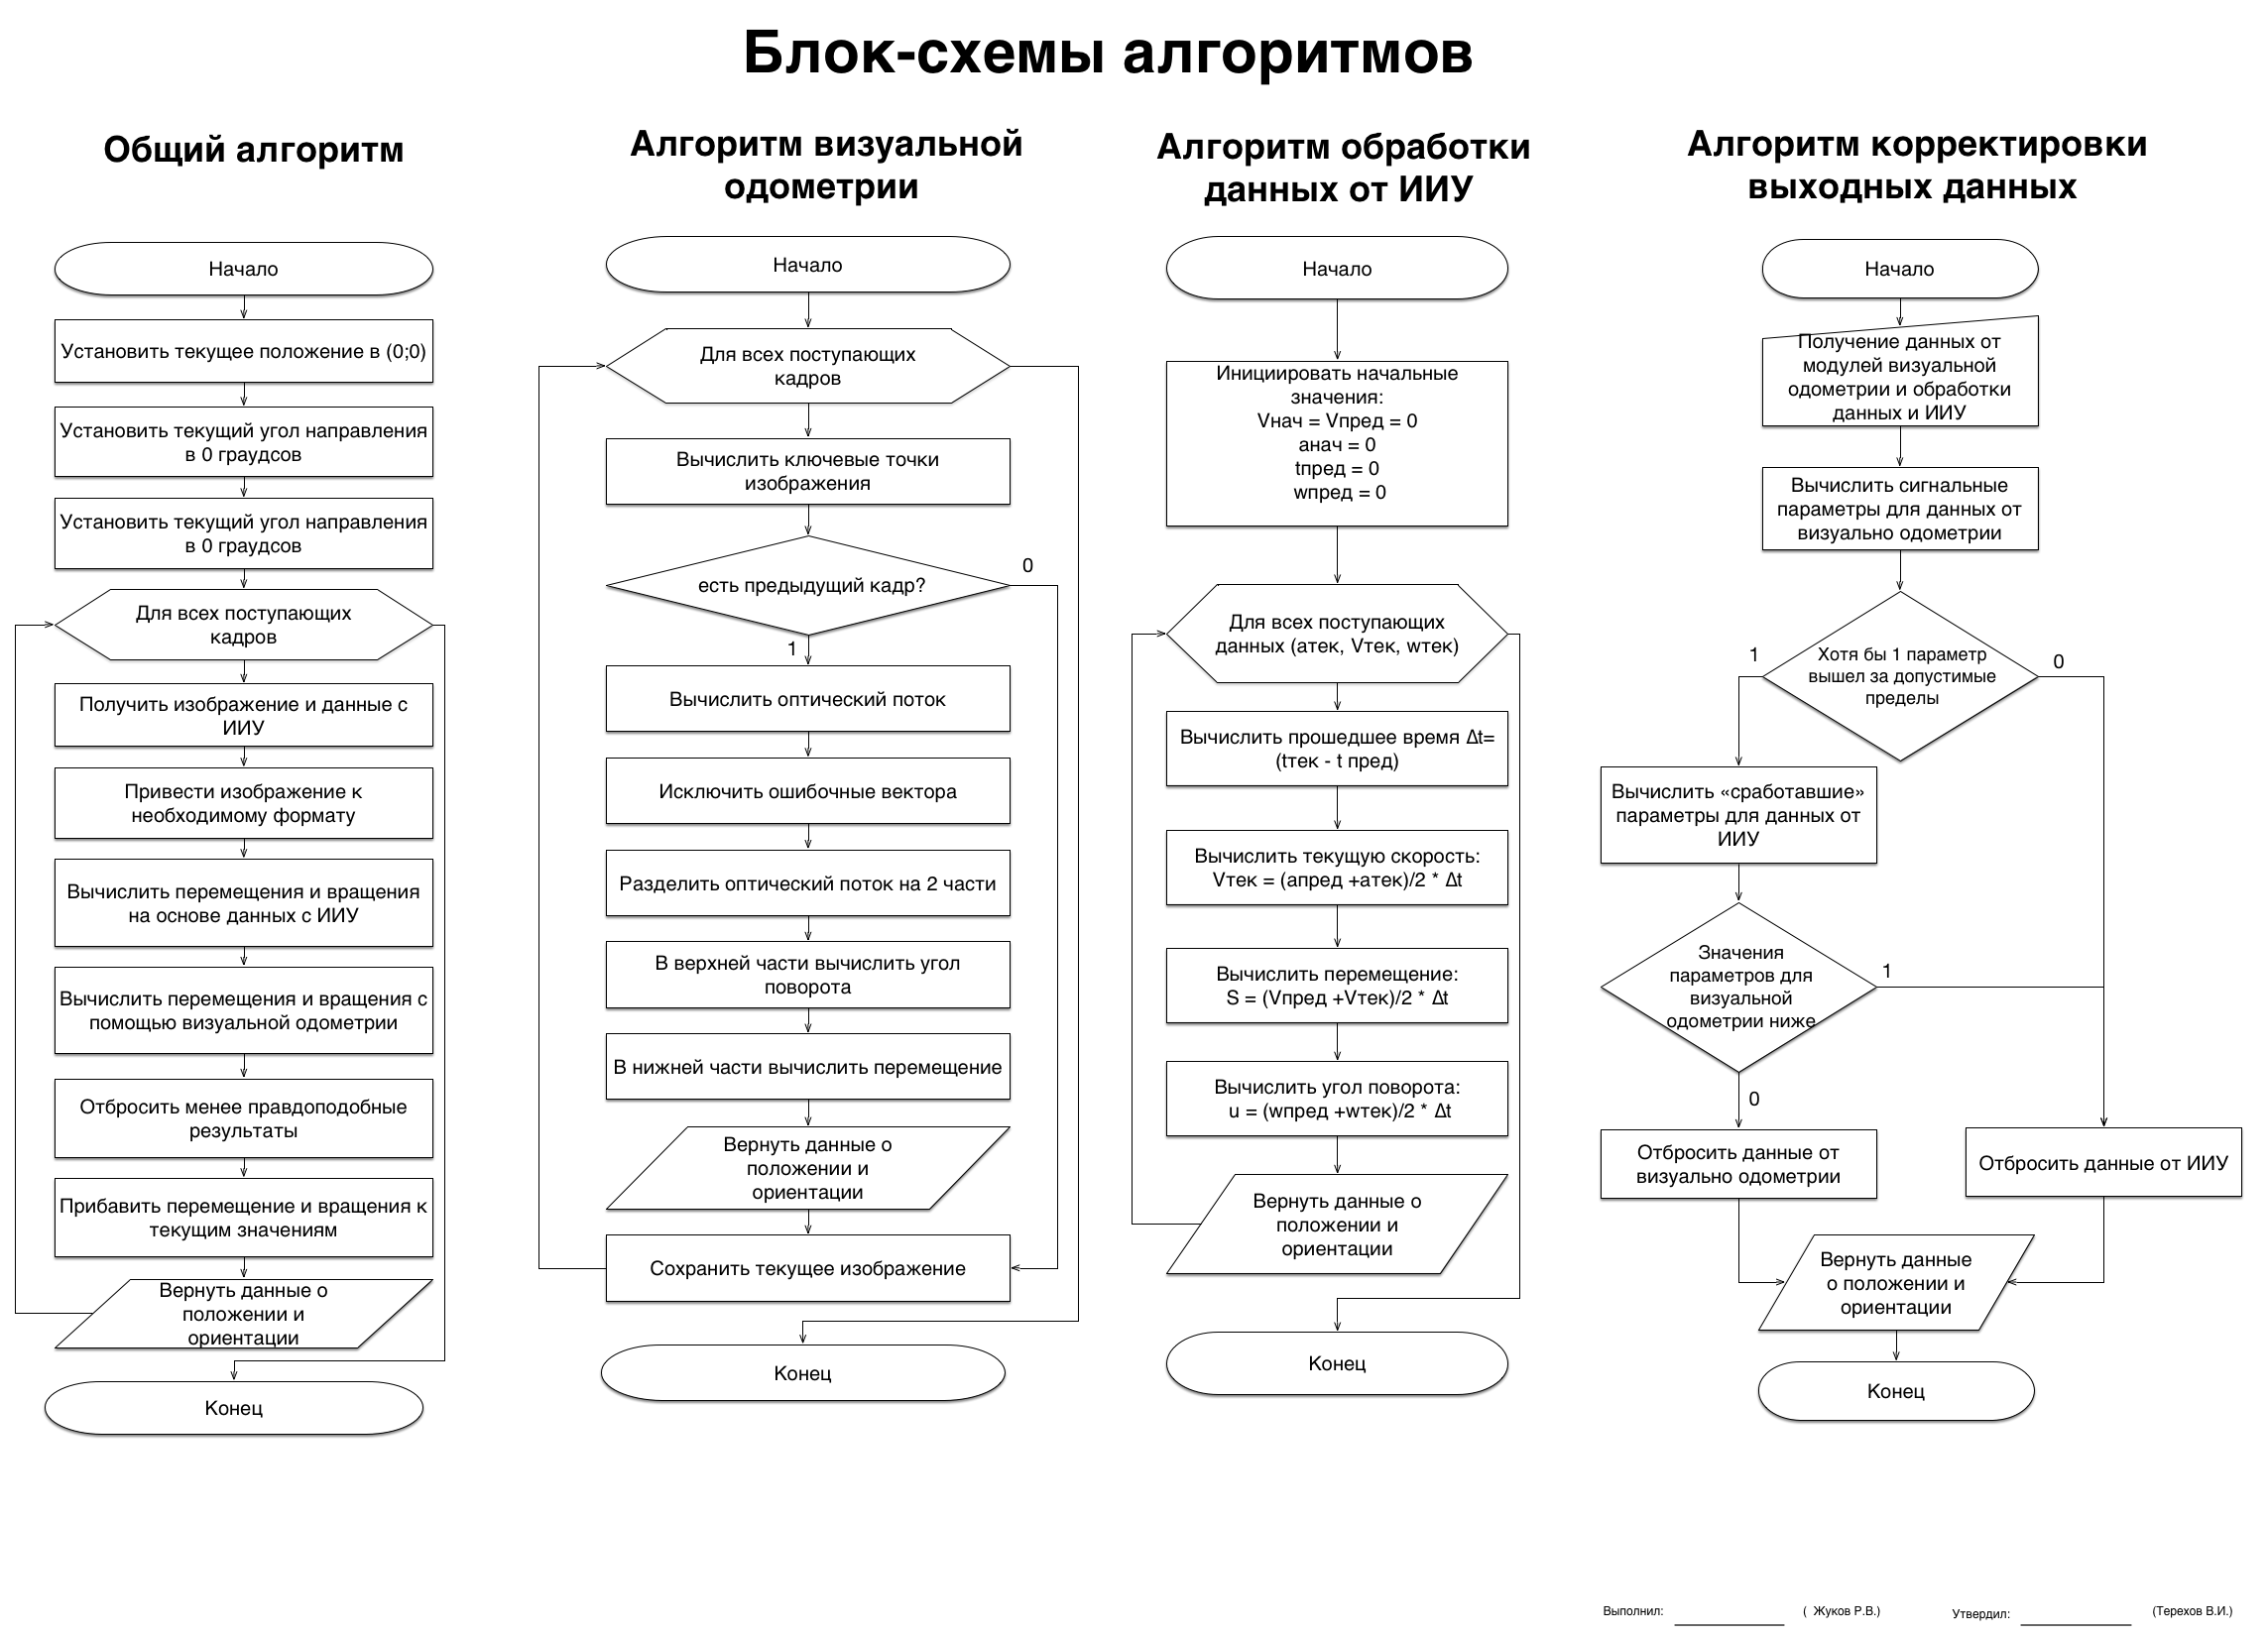 Блок-схемы алгоритмов
Общий алгоритм
Начало
Установить текущее положение в (0;0)
Установить текущий угол направления
в 0 граудсов
Установить текущий угол направления
в 0 граудсов
Для всех поступающих
кадров
Получить изображение и данные с
ИИУ
Привести изображение к
необходимому формату
Вычислить перемещения и вращения
на основе данных с ИИУ
Вычислить перемещения и вращения с
помощью визуальной одометрии
Отбросить менее правдоподобные
результаты
Прибавить перемещение и вращения к
текущим значениям
Вернуть данные о
положении и
ориентации
Конец
Алгоритм визуальной
одометрии
Начало
Для всех поступающих
кадров
Вычислить ключевые точки
изображения
есть предыдущий кадр?
0
1
Вычислить оптический поток
Исключить ошибочные вектора
Разделить оптический поток на 2 части
В верхней части вычислить угол
поворота
В нижней части вычислить перемещение
Вернуть данные о
положении и
ориентации
Сохранить текущее изображение
Конец
Алгоритм обработки
данных от ИИУ
Начало
Инициировать начальные
значения:
Vнач = Vпред = 0
aнач = 0
tпред = 0
wпред = 0
Для всех поступающих
данных (aтек, Vтек, wтек)
Вычислить прошедшее время Δt=
(tтек - t пред)
Вычислить текущую скорость:
Vтек = (aпред +aтек)/2 * Δt
Вычислить перемещение:
S = (Vпред +Vтек)/2 * Δt
Вычислить угол поворота:
u = (wпред +wтек)/2 * Δt
Вернуть данные о
положении и
ориентации
Конец
Алгоритм корректировки
выходных данных
Начало
Получение данных от
модулей визуальной
одометрии и обработки
данных и ИИУ
Вычислить сигнальные
параметры для данных от
визуально одометрии
Хотя бы 1 параметр
вышел за допустимые
пределы
1
0
Вычислить «сработавшие»
параметры для данных от
ИИУ
Значения
параметров для
визуальной
одометрии ниже
1
0
Отбросить данные от
визуально одометрии
Отбросить данные от ИИУ
Вернуть данные
о положении и
ориентации
Конец
Выполнил: ( Жуков Р.В.) Утвердил: (Терехов В.И.)